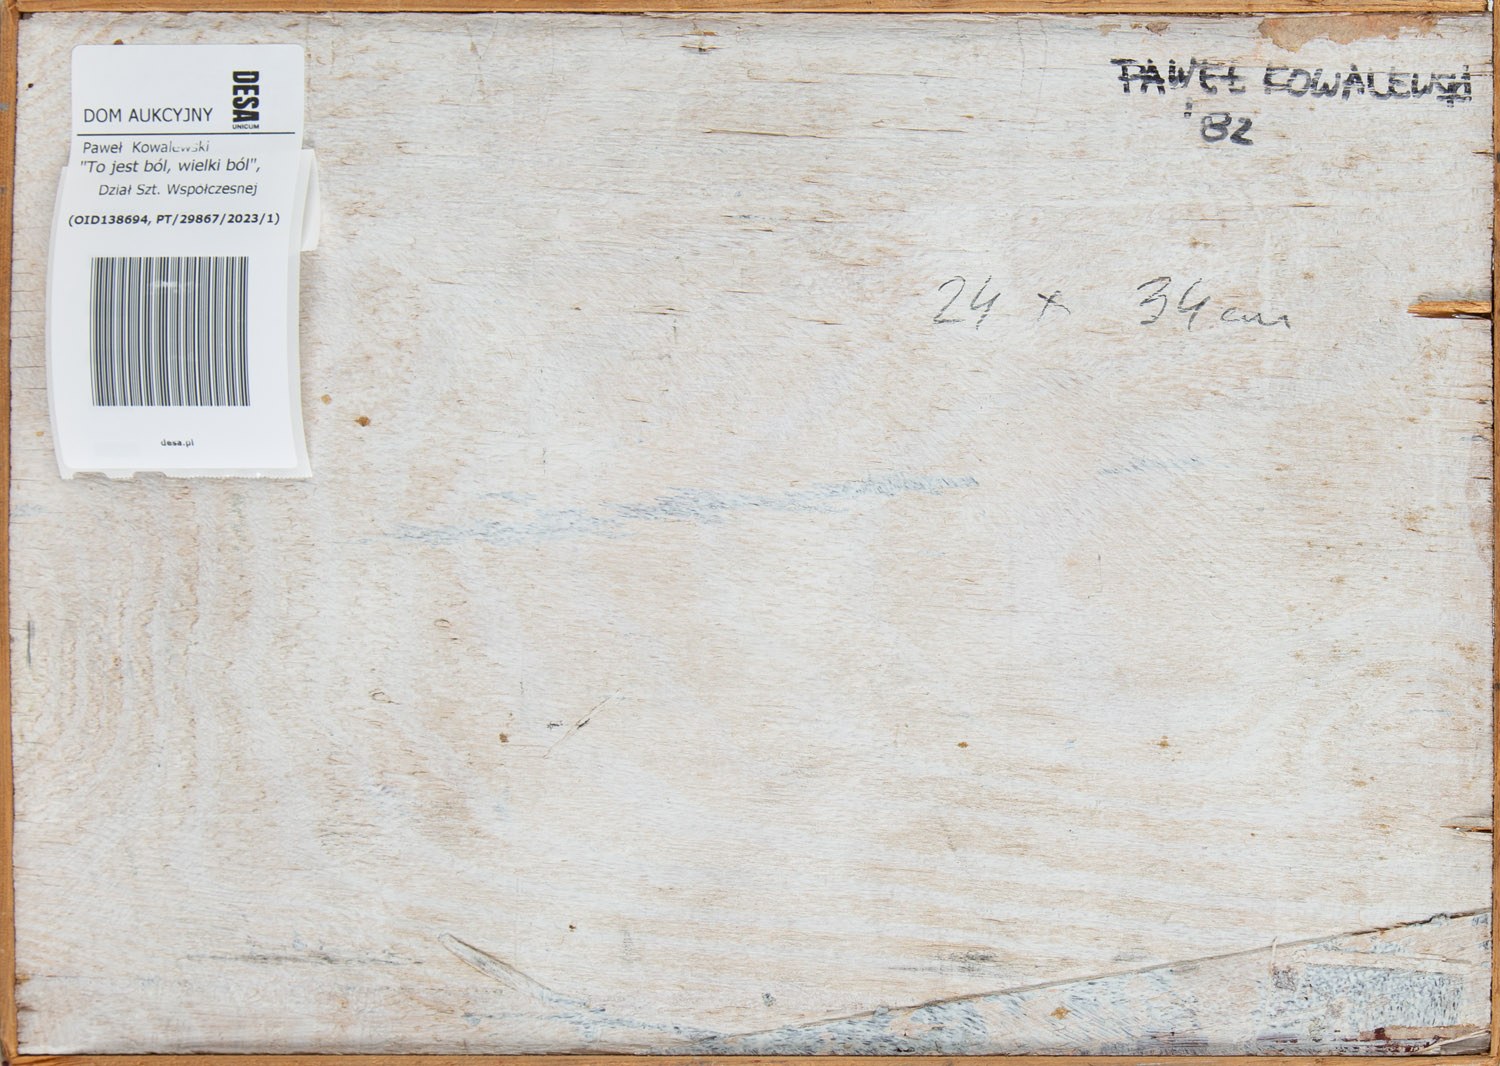 DOM AUKCYJNY
DESA
UNICUM
Paweł Kowalewski
"To jest ból, wielki ból",
Dział Szt. Współczesnej
(OID138694, PT/29867/2023/1)
desa.pl
PAWEŁ KOWALEWSKI
'82
24 x 34 cm